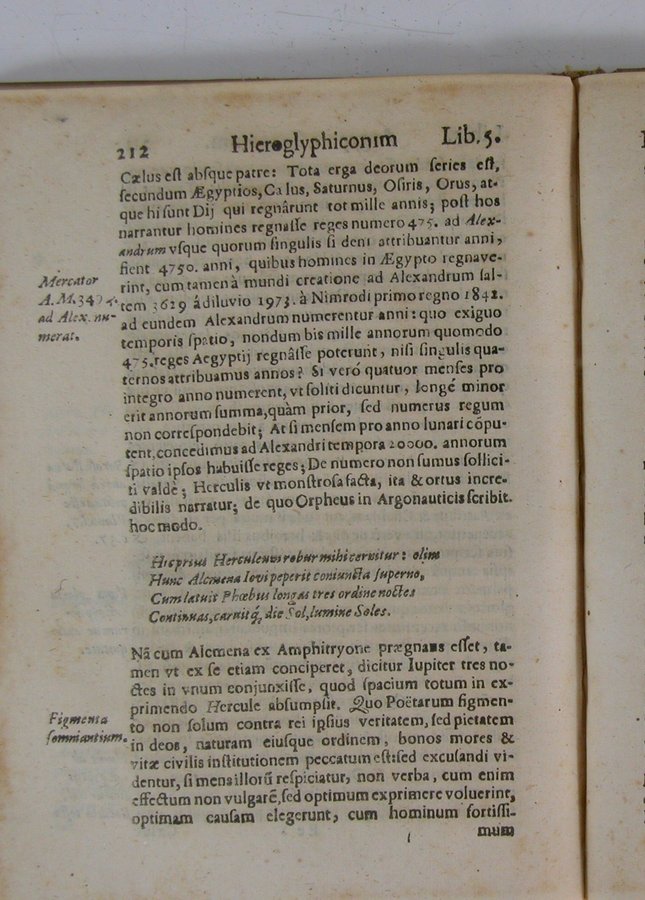 212 Hieroglyphicorum Lib. 5.
Cælus est absque patre: Tota erga deorum series est,
secundum Ægyptios, Cælus, Saturnus, Osiris, Orus, at-
que hi sunt Dij qui regnârunt tot mille annis; post hos
narrantur homines regnasse reges numero 475. ad Alex-
andrum vsque quorum singulis si deni attribuantur anni,
fient 4750. anni, quibus homines in Ægypto regnave-
rint, cum tamen à mundi creatione ad Alexandrum sal-
Mercator
A.M.
ad Alex. nu-
merat.
tem 3629 á diluvio 1973. à Nimrodi primo regno 1842.
ad eundem Alexandrum numerentur anni: quo exiguo
temporis spatio, nondum bis mille annorum quomodo
475. reges Aegyptij regnâsse poterunt, nisi singulis qua-
ternos attribuamus annos? Si veró quatuor menses pro
integro anno numerent, vt soliti dicuntur, longé minor
erit annorum summa, quàm prior, sed numerus regum
non correspondebit; At si mensem pro anno lunari cõpu-
tent, concedimus ad Alexandri tempora 20000. annorum
spatio ipsos habuisse reges; De numero non sumus sollici-
ti valdè; Herculis vt monstrosa facta, ita & ortus incre-
dibilis narratur; de quo Orpheus in Argonauticis scribit.
hoc modo.
Hic prius Herculeum robur mihi cernitur: olim
Hunc Alcmena Iovi peperit coniuncta superno,
Cum latuit Phœbus longas tres ordine noctes
Continuas, caruitq; die Sol, lumine Soles.
Nã cum Alcmena ex Amphitryone prægnans esset, ta-
men vt ex se etiam conciperet, dicitur Iupiter tres no-
ctes in vnum conjunxisse, quod spacium totum in ex-
primendo Hercule absumpsit. Quo Poëtarum figmen-
Figmenta
somniantium.
to non solum contra rei ipsius veritatem, sed pietatem
in deos, naturam eiusque ordinem, bonos mores &
vitæ civilis institutionem peccatum est: sed excusandi vi-
dentur, si mens illorũ respiciatur, non verba, cum enim
effectum non vulgarẽ, sed optimum exprimere voluerint,
optimam causam elegerunt, cum hominum fortissi-
mum